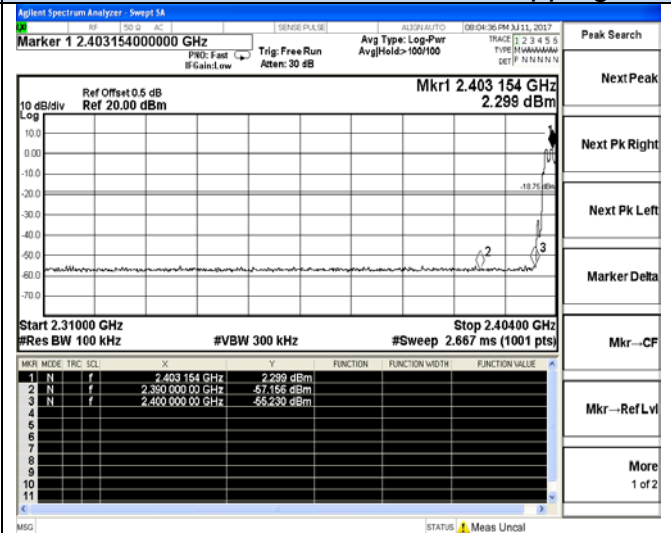 Agilent Spectrum Analyzer - Swept SA
RF 50 Ω AC SENSE:PULSE ALIGN AUTO 08:04:36 PM Jul 11, 2017
Marker 1 2.403154000000 GHz
PNO: Fast
IFGain:Low
Trig: Free Run
Atten: 30 dB
Avg Type: Log-Pwr
Avg|Hold:>100/100
TRACE 1 2 3 4 5 6
TYPE MWWWWW
DET P NNNNN
Peak Search
Mkr1 2.403 154 GHz
2.299 dBm
Ref Offset 0.5 dB
10 dB/div Ref 20.00 dBm
Log
10.0
0.00
-10.0
-20.0
-30.0
-40.0
-50.0
-60.0
-70.0
1
-18.75 dBm
2
3
Start 2.31000 GHz Stop 2.40400 GHz
#Res BW 100 kHz #VBW 300 kHz #Sweep 2.667 ms (1001 pts)
MKR MODE TRC SCL X Y FUNCTION FUNCTION WIDTH FUNCTION VALUE
1 N f 2.403 154 GHz 2.299 dBm
2 N f 2.390 000 00 GHz -57.156 dBm
3 N f 2.400 000 00 GHz -55.230 dBm
4
5
6
7
8
9
10
11
MSG STATUS Meas Uncal
Next Peak
Next Pk Right
Next Pk Left
Marker Delta
Mkr→CF
Mkr→Ref Lvl
More
1 of 2